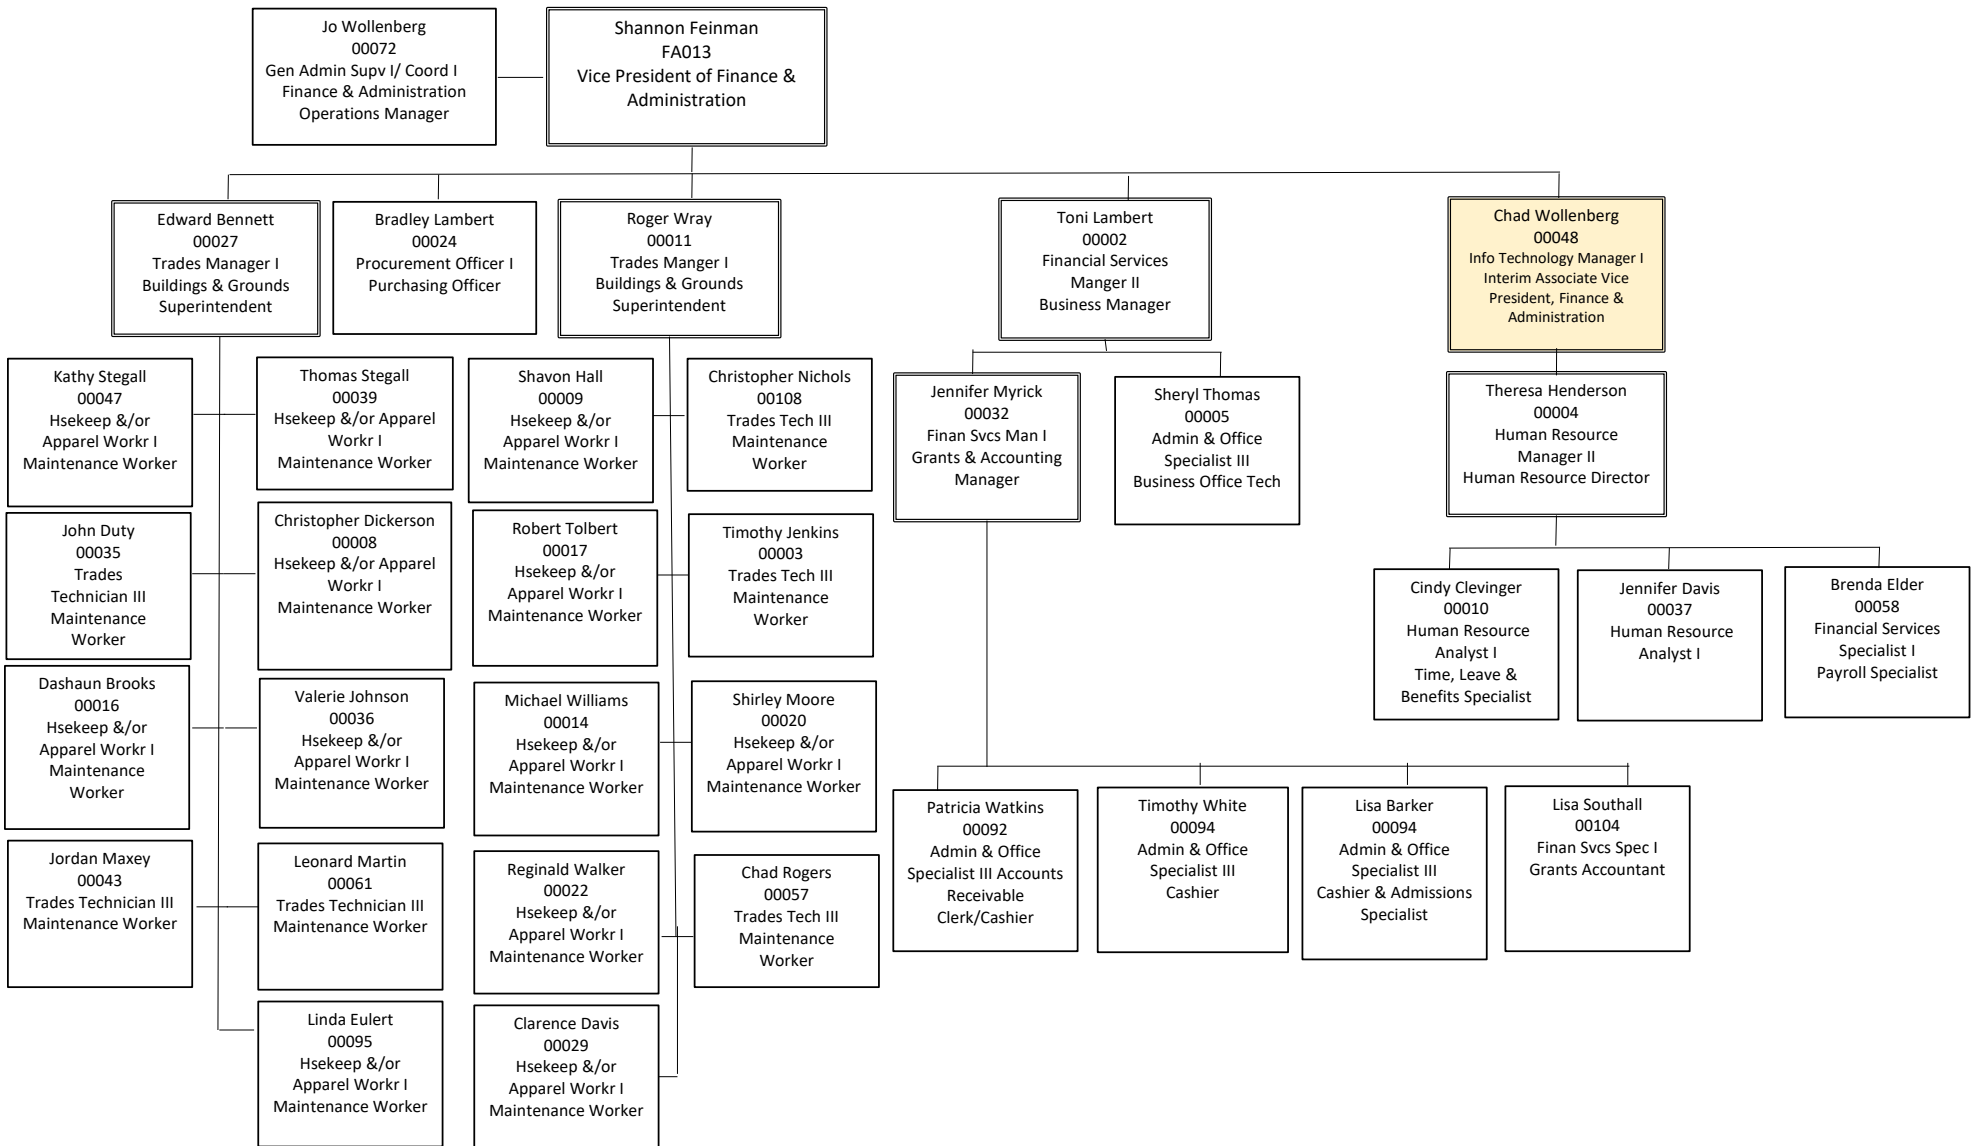 Jo Wollenberg
00072
Gen Admin Supv I/ Coord I
Finance & Administration
Operations Manager
Shannon Feinman
FA013
Vice President of Finance &
Administration
Edward Bennett
00027
Trades Manager I
Buildings & Grounds
Superintendent
Bradley Lambert
00024
Procurement Officer I
Purchasing Officer
Roger Wray
00011
Trades Manger I
Buildings & Grounds
Superintendent
Toni Lambert
00002
Financial Services
Manger II
Business Manager
Chad Wollenberg
00048
Info Technology Manager I
Interim Associate Vice
President, Finance &
Administration
Kathy Stegall
00047
Hsekeep &/or
Apparel Workr I
Maintenance Worker
Thomas Stegall
00039
Hsekeep &/or Apparel
Workr I
Maintenance Worker
Shavon Hall
00009
Hsekeep &/or
Apparel Workr I
Maintenance Worker
Christopher Nichols
00108
Trades Tech III
Maintenance
Worker
Jennifer Myrick
00032
Finan Svcs Man I
Grants & Accounting
Manager
Sheryl Thomas
00005
Admin & Office
Specialist III
Business Office Tech
Theresa Henderson
00004
Human Resource
Manager II
Human Resource Director
John Duty
00035
Trades
Technician III
Maintenance
Worker
Christopher Dickerson
00008
Hsekeep &/or Apparel
Workr I
Maintenance Worker
Robert Tolbert
00017
Hsekeep &/or
Apparel Workr I
Maintenance Worker
Timothy Jenkins
00003
Trades Tech III
Maintenance
Worker
Cindy Clevinger
00010
Human Resource
Analyst I
Time, Leave &
Benefits Specialist
Jennifer Davis
00037
Human Resource
Analyst I
Brenda Elder
00058
Financial Services
Specialist I
Payroll Specialist
Dashaun Brooks
00016
Hsekeep &/or
Apparel Workr I
Maintenance
Worker
Valerie Johnson
00036
Hsekeep &/or
Apparel Workr I
Maintenance Worker
Michael Williams
00014
Hsekeep &/or
Apparel Workr I
Maintenance Worker
Shirley Moore
00020
Hsekeep &/or
Apparel Workr I
Maintenance Worker
Patricia Watkins
00092
Admin & Office
Specialist III Accounts
Receivable
Clerk/Cashier
Timothy White
00094
Admin & Office
Specialist III
Cashier
Lisa Barker
00094
Admin & Office
Specialist III
Cashier & Admissions
Specialist
Lisa Southall
00104
Finan Svcs Spec I
Grants Accountant
Jordan Maxey
00043
Trades Technician III
Maintenance Worker
Leonard Martin
00061
Trades Technician III
Maintenance Worker
Reginald Walker
00022
Hsekeep &/or
Apparel Workr I
Maintenance Worker
Chad Rogers
00057
Trades Tech III
Maintenance
Worker
Linda Eulert
00095
Hsekeep &/or
Apparel Workr I
Maintenance Worker
Clarence Davis
00029
Hsekeep &/or
Apparel Workr I
Maintenance Worker